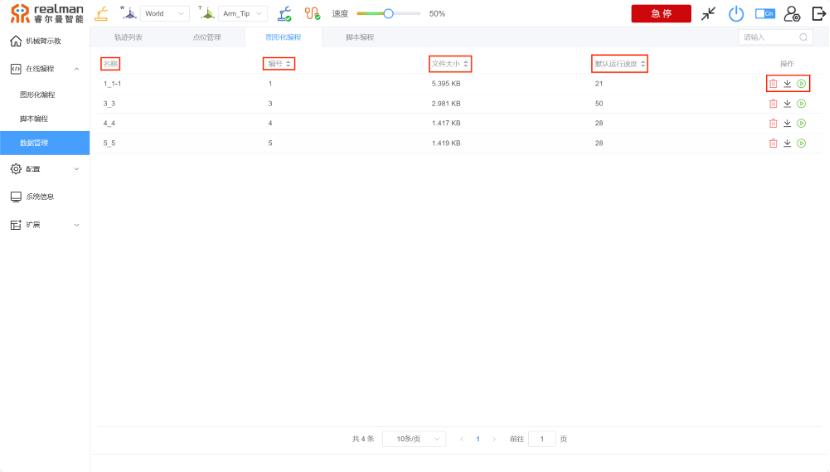 realman
睿尔曼智能
W World T Arm_Tip 速度 50% 急 停 CN
机械臂示教
在线编程
图形化编程
脚本编程
数据管理
配置
系统信息
扩展
轨迹列表 点位管理 图形化编程 脚本编程 请输入
名称 编号 文件大小 默认运行速度 操作
1_1-1 1 5.395 KB 21
3_3 3 2.981 KB 50
4_4 4 1.417 KB 28
5_5 5 1.419 KB 28
共 4 条 10条/页 1 前往 1 页